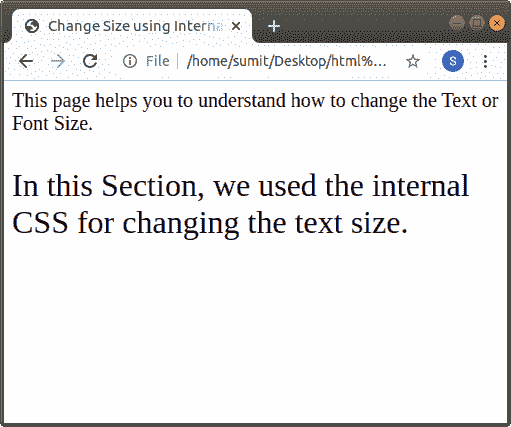 Change Size using Interna
File /home/sumit/Desktop/html%...
S
This page helps you to understand how to change the Text or
Font Size.
In this Section, we used the internal
CSS for changing the text size.